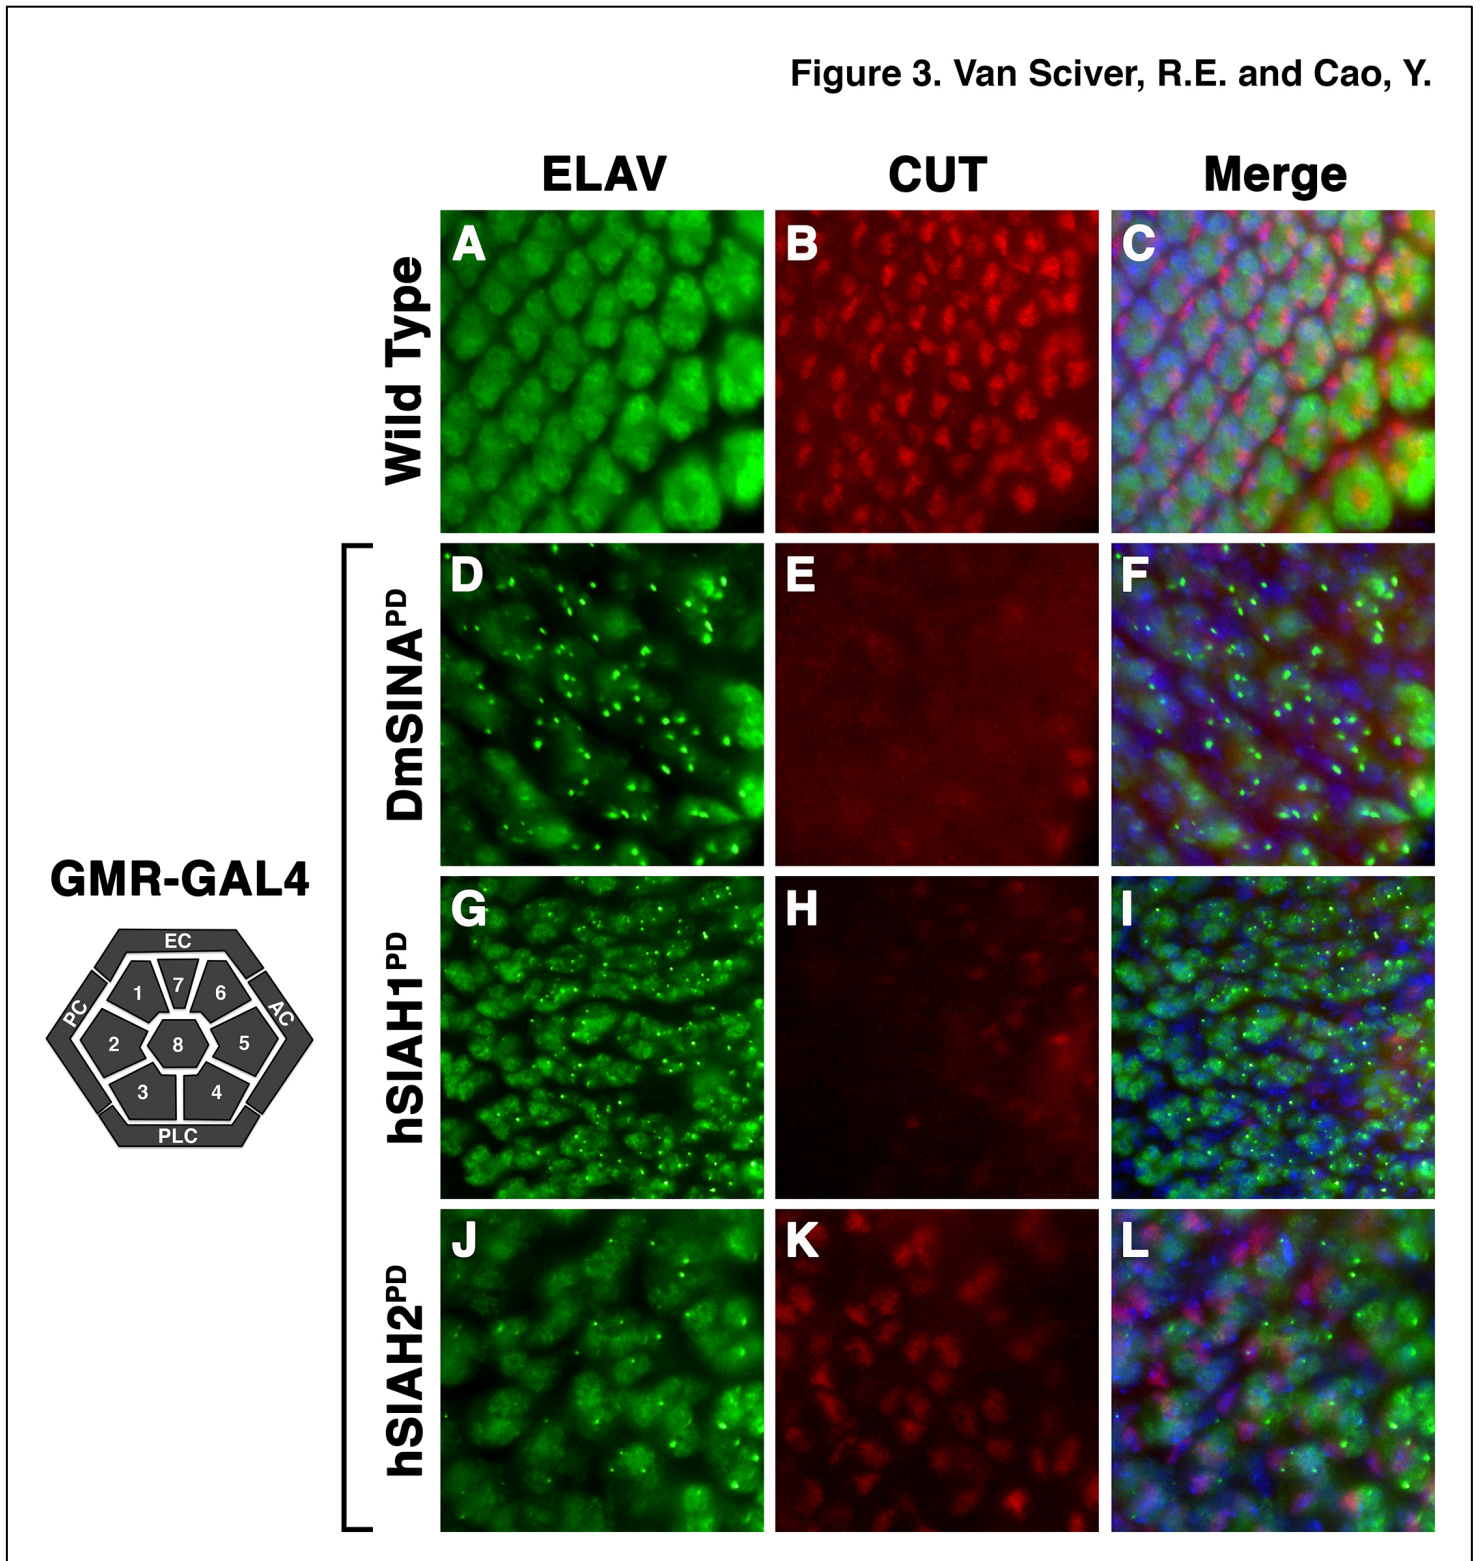 Figure 3. Van Sciver, R.E. and Cao, Y.
ELAV CUT Merge
Wild Type
A B C
DmSINAPD
D E F
GMR-GAL4
EC
PC
AC
1 7 6
2 8 5
3 4
PLC
hSIAH1PD
G H I
hSIAH2PD
J K L